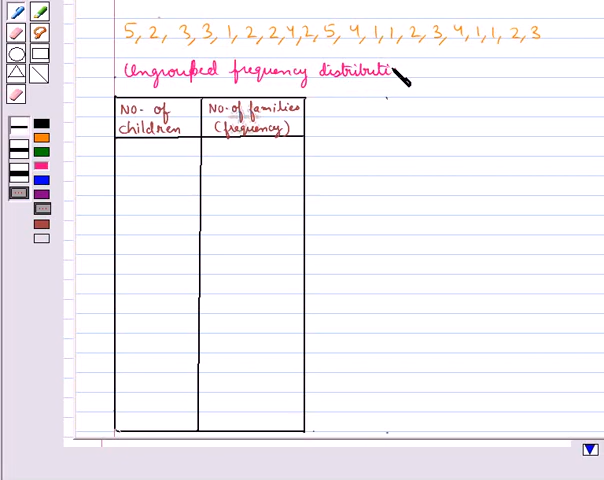 5, 2, 3, 3, 1, 2, 2, 4, 2, 5, 4, 1, 1, 2, 3, 4, 1, 1, 2, 3
Ungrouped frequency distributi
No. of No. of families
children (frequency)